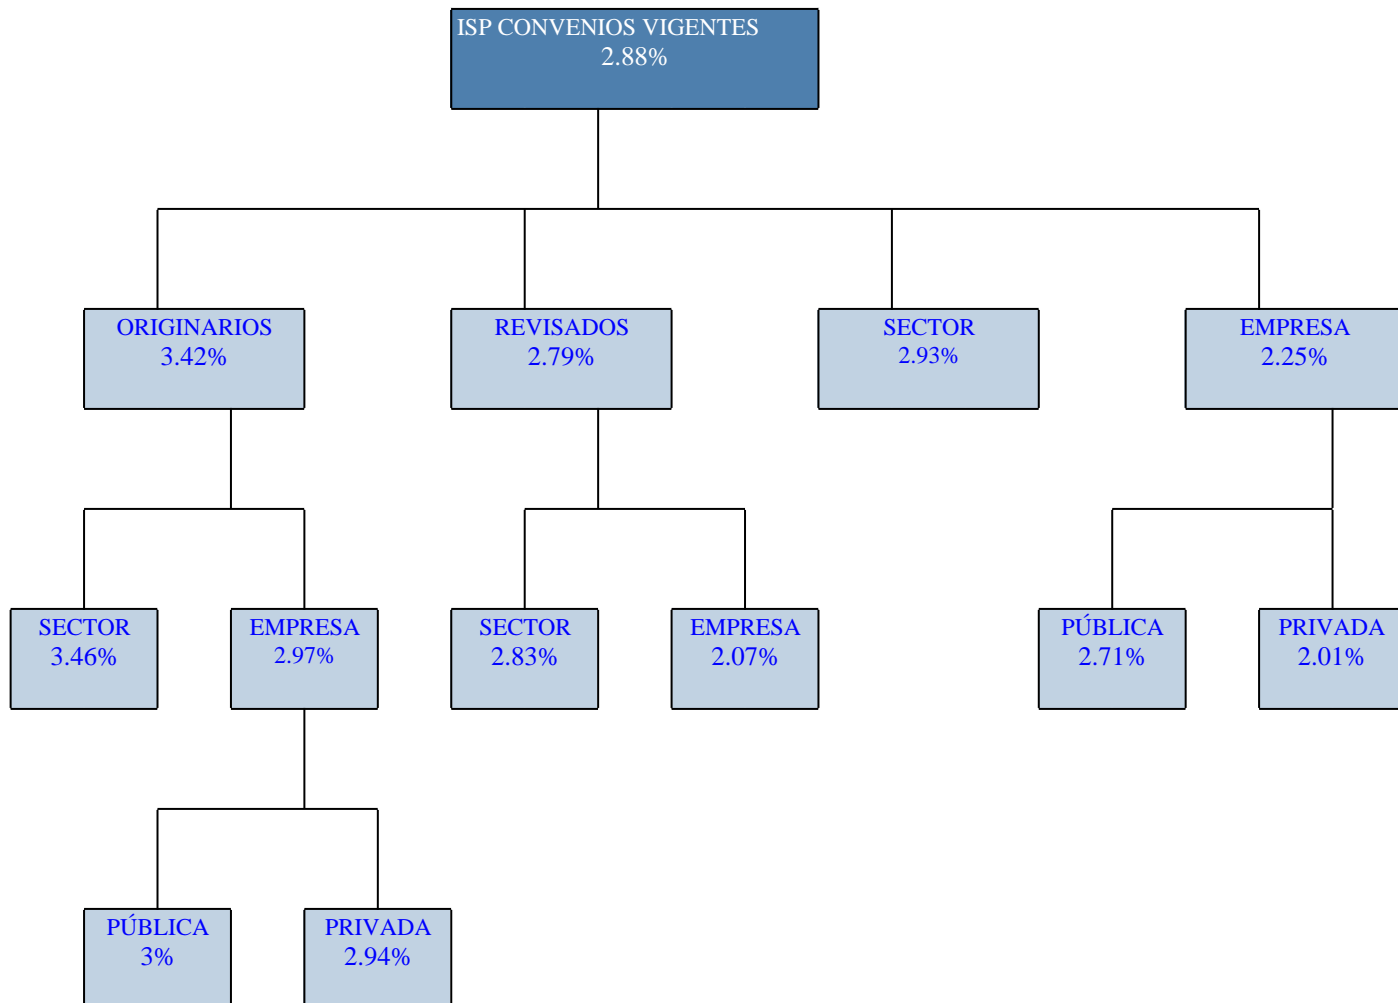 ISP CONVENIOS VIGENTES
2.88%
ORIGINARIOS
3.42%
REVISADOS
2.79%
SECTOR
2.93%
EMPRESA
2.25%
SECTOR
3.46%
EMPRESA
2.97%
SECTOR
2.83%
EMPRESA
2.07%
PÚBLICA
2.71%
PRIVADA
2.01%
PÚBLICA
3%
PRIVADA
2.94%